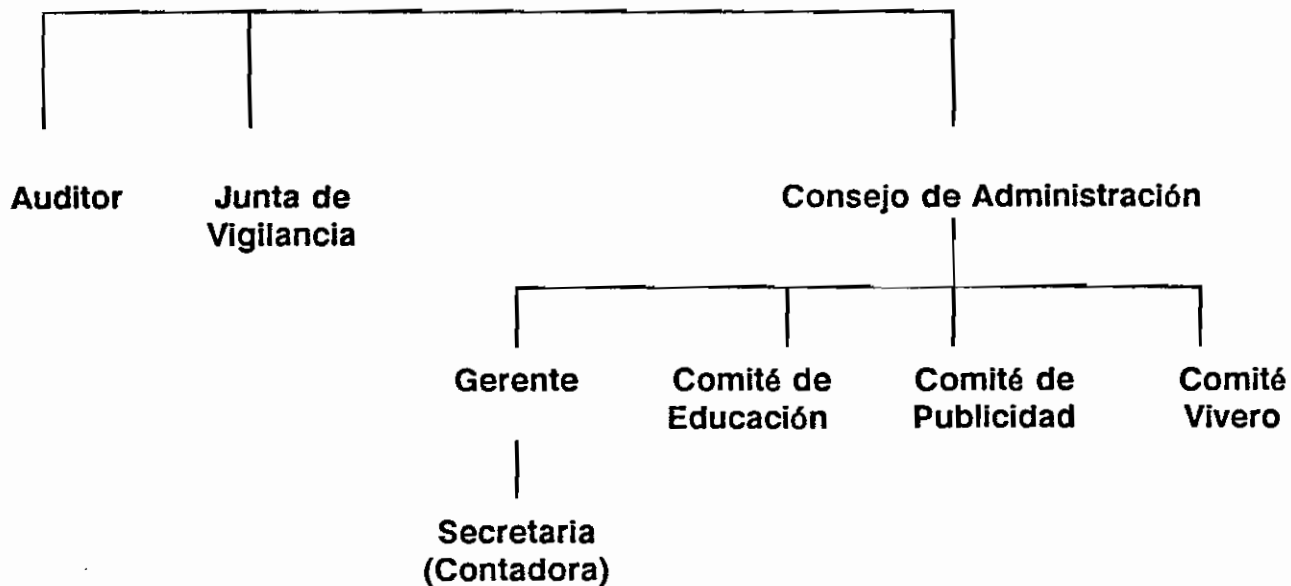 Auditor
Junta de
Vigilancia
Consejo de Administración
Gerente
Comité de
Educación
Comité de
Publicidad
Comité
Vivero
Secretaria
(Contadora)